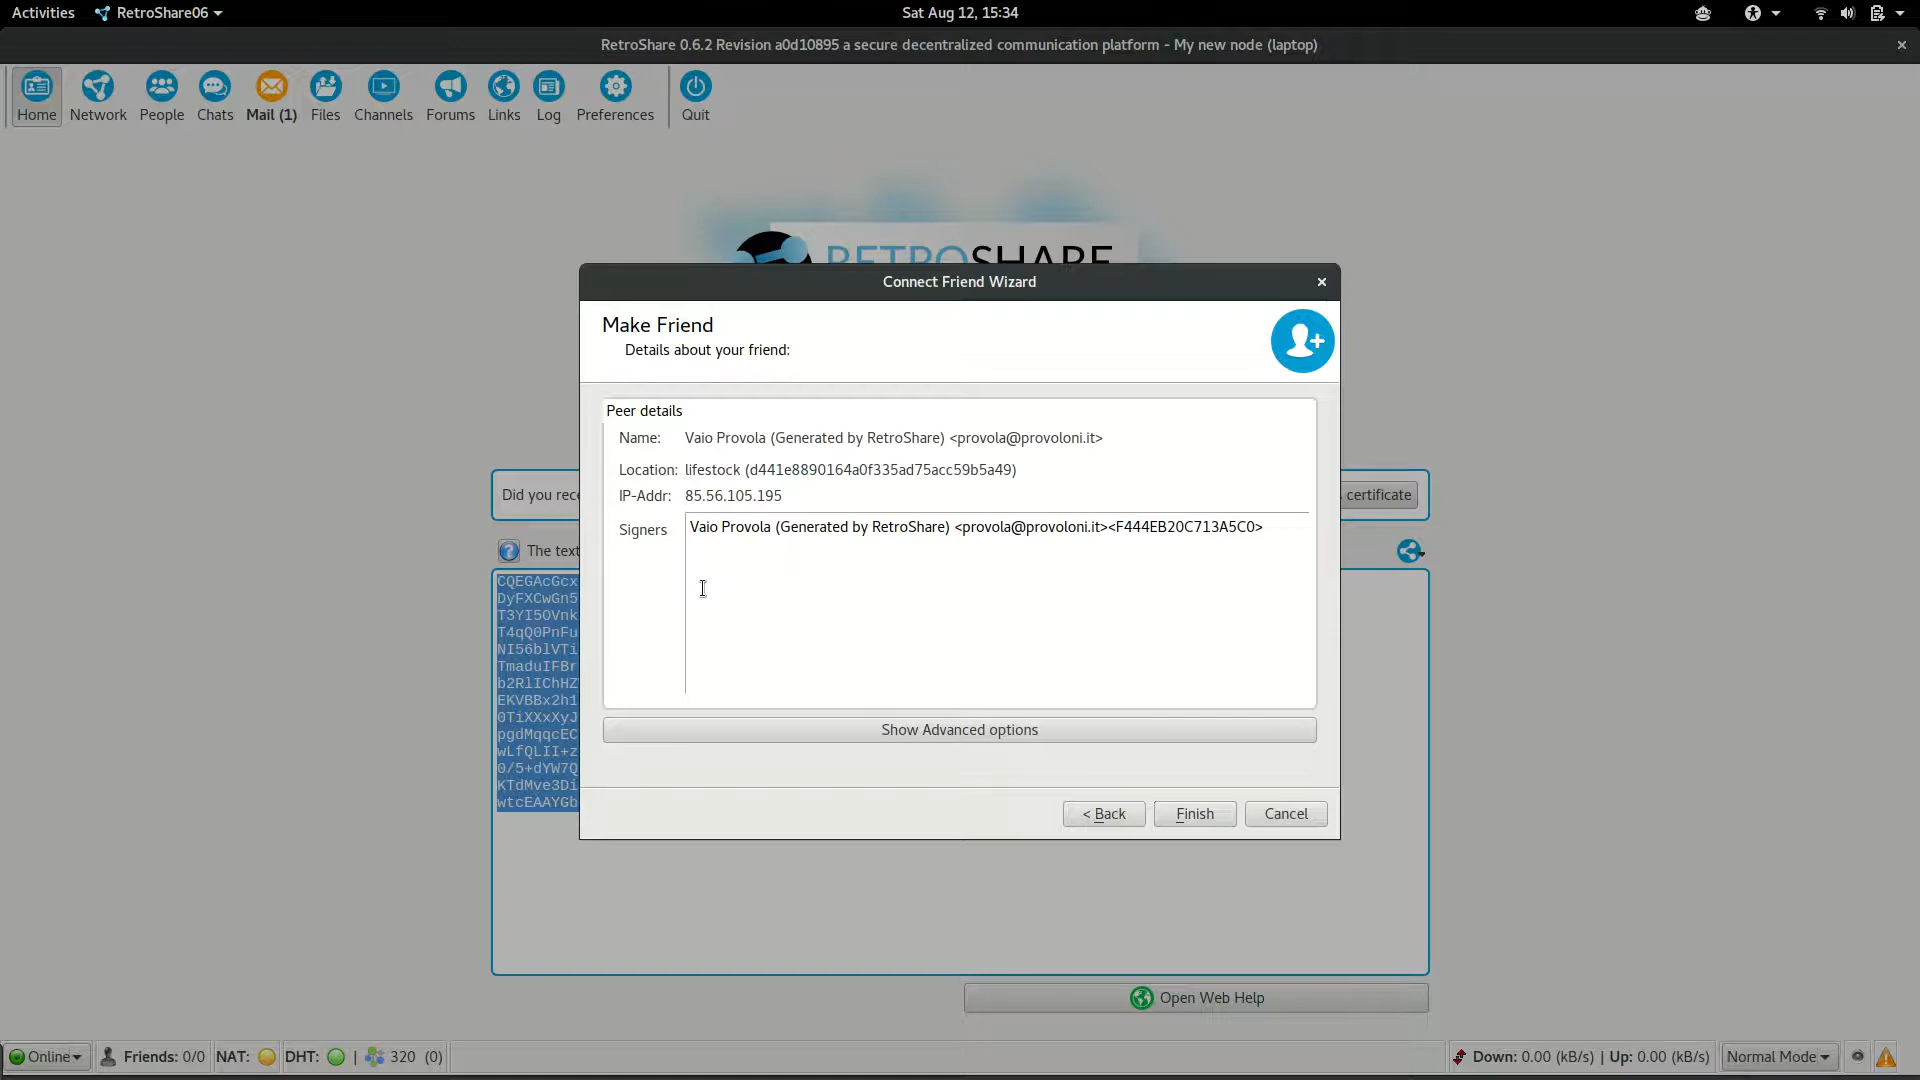 Activities RetroShare06 Sat Aug 12, 15:34
RetroShare 0.6.2 Revision a0d10895 a secure decentralized communication platform - My new node (laptop) ×
Home Network People Chats Mail (1) Files Channels Forums Links Log Preferences Quit
RETROSHARE
Connect Friend Wizard ×
Make Friend
Details about your friend:
Peer details
Name: Vaio Provola (Generated by RetroShare) <provola@provoloni.it>
Location: lifestock (d441e8890164a0f335ad75acc59b5a49)
IP-Addr: 85.56.105.195
Signers Vaio Provola (Generated by RetroShare) <provola@provoloni.it><F444EB20C713A5C0>
Show Advanced options
< Back Finish Cancel
Did you rece certificate
The text
CQEGAcGcx
DyFXCwGn5
T3YI5OVnk
T4qQ0PnFu
NI56blVTi
TmaduIFBr
b2RlIChHZ
EKVBBx2h1
0TiXXxXyJ
pgdMqqcEC
wLfQLII+z
0/5+dYW7Q
KTdMve3Di
wtcEAAYGb
Open Web Help
Online Friends: 0/0 NAT: DHT: | 320 (0) Down: 0.00 (kB/s) | Up: 0.00 (kB/s) Normal Mode